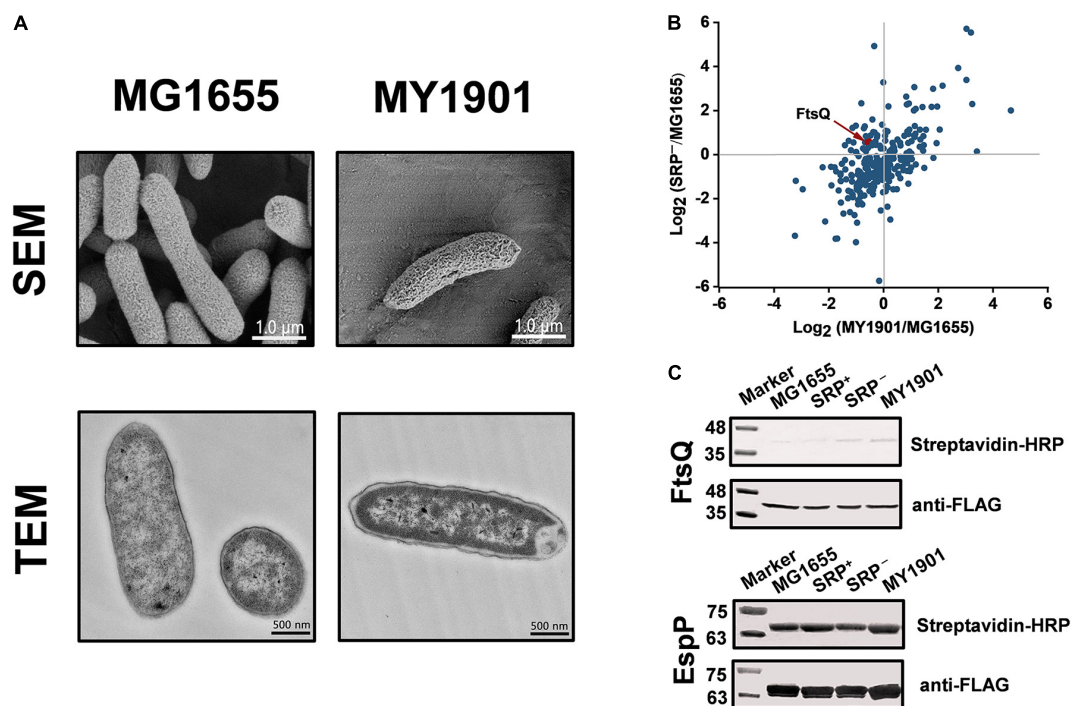 A
MG1655
MY1901
SEM
1.0 µm
1.0 µm
TEM
500 nm
500 nm
B
6
4
2
0
-2
-4
-6
Log2 (SRP−/MG1655)
FtsQ
-6
-4
-2
0
2
4
6
Log2 (MY1901/MG1655)
C
Marker
MG1655
SRP+
SRP−
MY1901
FtsQ
48
35
Streptavidin-HRP
48
35
anti-FLAG
Marker
MG1655
SRP+
SRP−
MY1901
EspP
75
63
Streptavidin-HRP
75
63
anti-FLAG